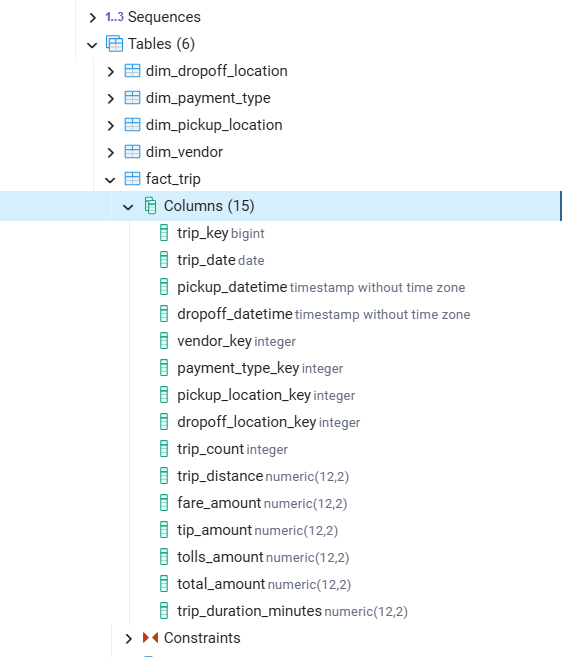 1..3 Sequences
Tables (6)
dim_dropoff_location
dim_payment_type
dim_pickup_location
dim_vendor
fact_trip
Columns (15)
trip_key bigint
trip_date date
pickup_datetime timestamp without time zone
dropoff_datetime timestamp without time zone
vendor_key integer
payment_type_key integer
pickup_location_key integer
dropoff_location_key integer
trip_count integer
trip_distance numeric(12,2)
fare_amount numeric(12,2)
tip_amount numeric(12,2)
tolls_amount numeric(12,2)
total_amount numeric(12,2)
trip_duration_minutes numeric(12,2)
Constraints